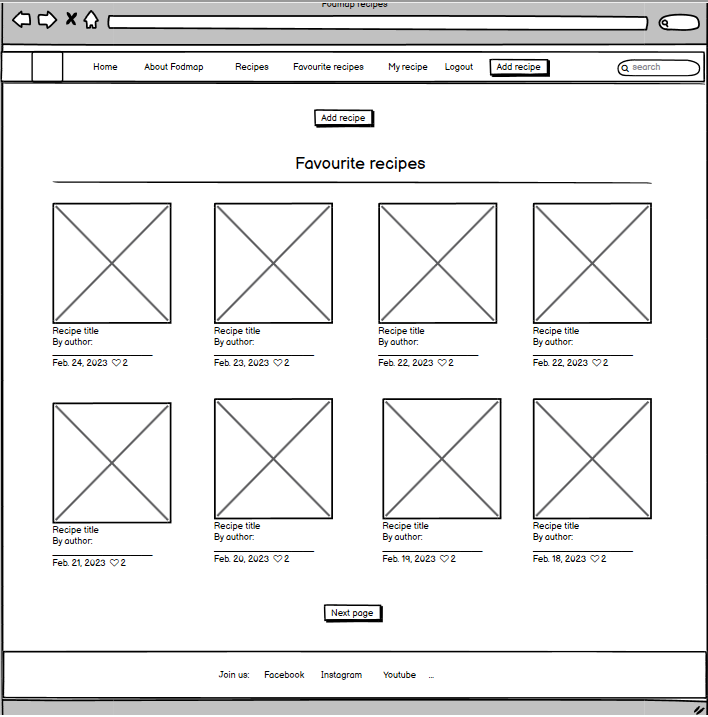 Fodmap recipes
Home About Fodmap Recipes Favourite recipes My recipe Logout Add recipe search
Add recipe
Favourite recipes
Recipe title Recipe title Recipe title Recipe title
By author: By author: By author: By author:
Feb. 24, 2023 ♡ 2 Feb. 23, 2023 ♡ 2 Feb. 22, 2023 ♡ 2 Feb. 22, 2023 ♡ 2
Recipe title Recipe title Recipe title Recipe title
By author: By author: By author: By author:
Feb. 21, 2023 ♡ 2 Feb. 20, 2023 ♡ 2 Feb. 19, 2023 ♡ 2 Feb. 18, 2023 ♡ 2
Next page
Join us: Facebook Instagram Youtube ...